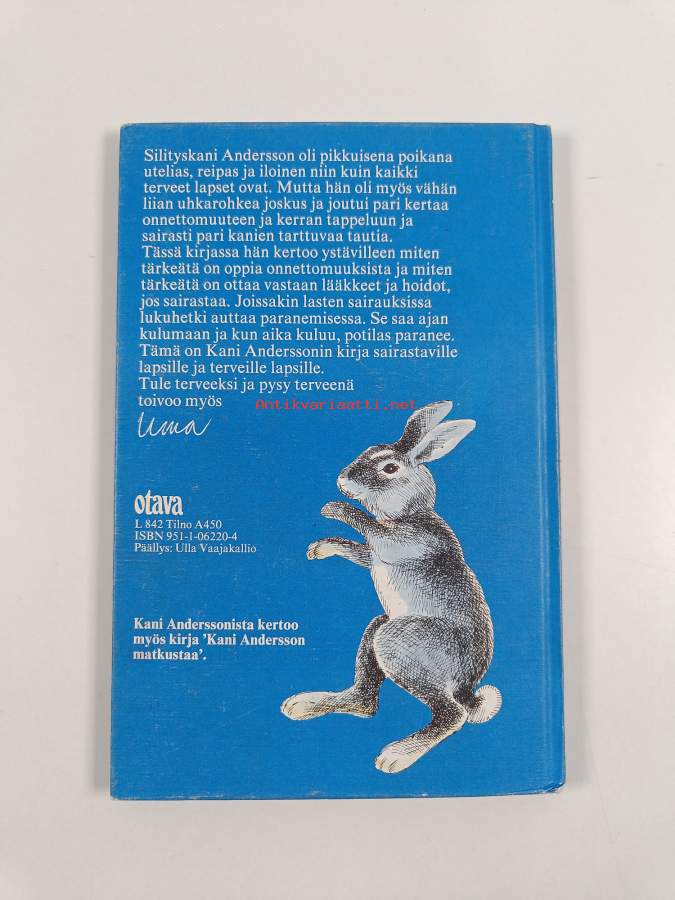 Silityskani Andersson oli pikkuisena poikana
utelias, reipas ja iloinen niin kuin kaikki
terveet lapset ovat. Mutta hän oli myös vähän
liian uhkarohkea joskus ja joutui pari kertaa
onnettomuuteen ja kerran tappeluun ja
sairasti pari kanien tarttuvaa tautia.
Tässä kirjassa hän kertoo ystävilleen miten
tärkeätä on oppia onnettomuuksista ja miten
tärkeätä on ottaa vastaan lääkkeet ja hoidot,
jos sairastaa. Joissakin lasten sairauksissa
lukuhetki auttaa paranemisessa. Se saa ajan
kulumaan ja kun aika kuluu, potilas paranee.
Tämä on Kani Anderssonin kirja sairastaville
lapsille ja terveille lapsille.
Tule terveeksi ja pysy terveenä
toivoo myös
Antikvariaatti.net
Uma
otava
L 842 Tilno A450
ISBN 951-1-06220-4
Päällys: Ulla Vaajakallio
Kani Anderssonista kertoo
myös kirja 'Kani Andersson
matkustaa'.